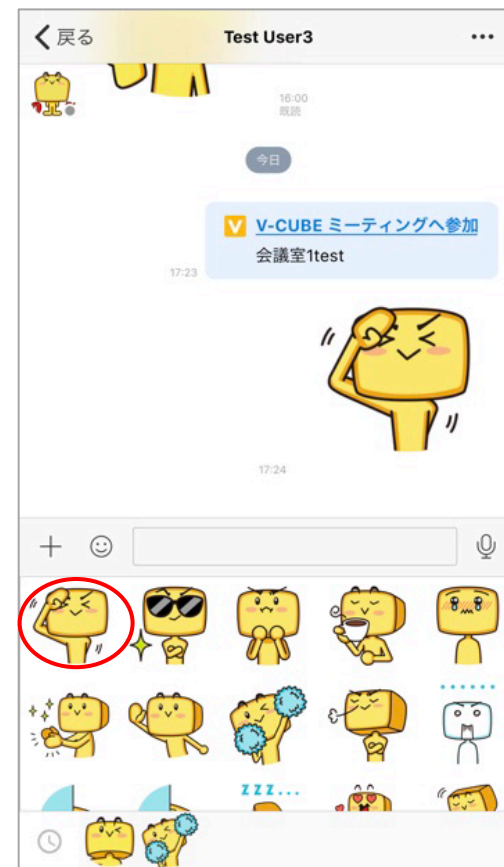 戻る
Test User3
16:00
既読
今日
V-CUBE ミーティングへ参加
会議室1test
17:23
17:24
ZZZ...